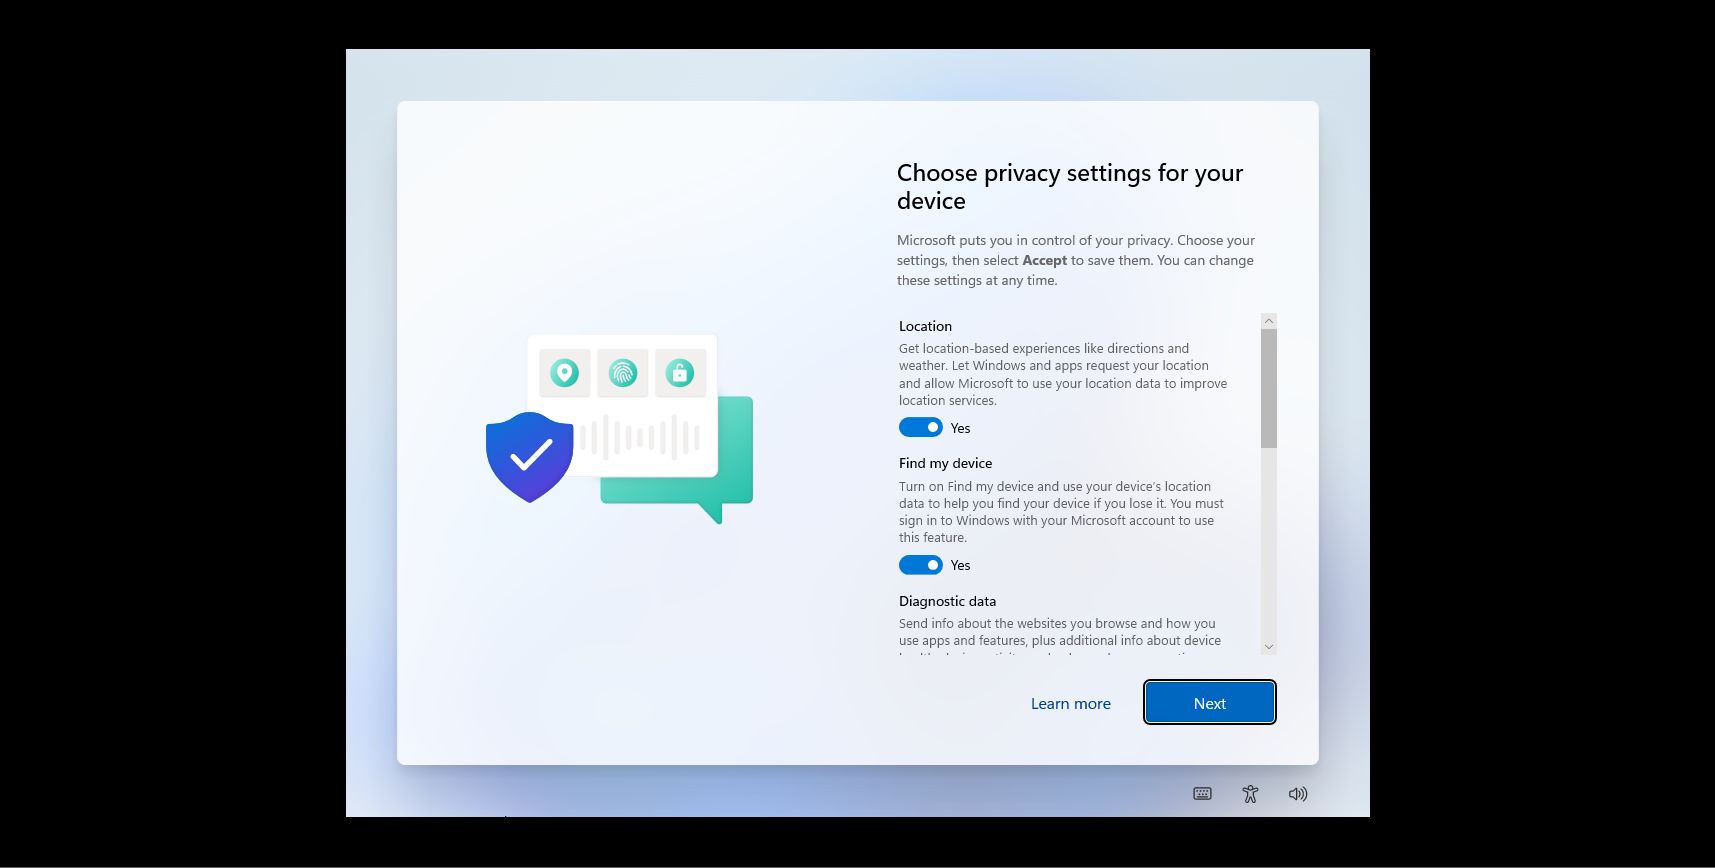 Choose privacy settings for your
device
Microsoft puts you in control of your privacy. Choose your
settings, then select Accept to save them. You can change
these settings at any time.
Location
Get location-based experiences like directions and
weather. Let Windows and apps request your location
and allow Microsoft to use your location data to improve
location services.
Yes
Find my device
Turn on Find my device and use your device's location
data to help you find your device if you lose it. You must
sign in to Windows with your Microsoft account to use
this feature.
Yes
Diagnostic data
Send info about the websites you browse and how you
use apps and features, plus additional info about device
Learn more
Next